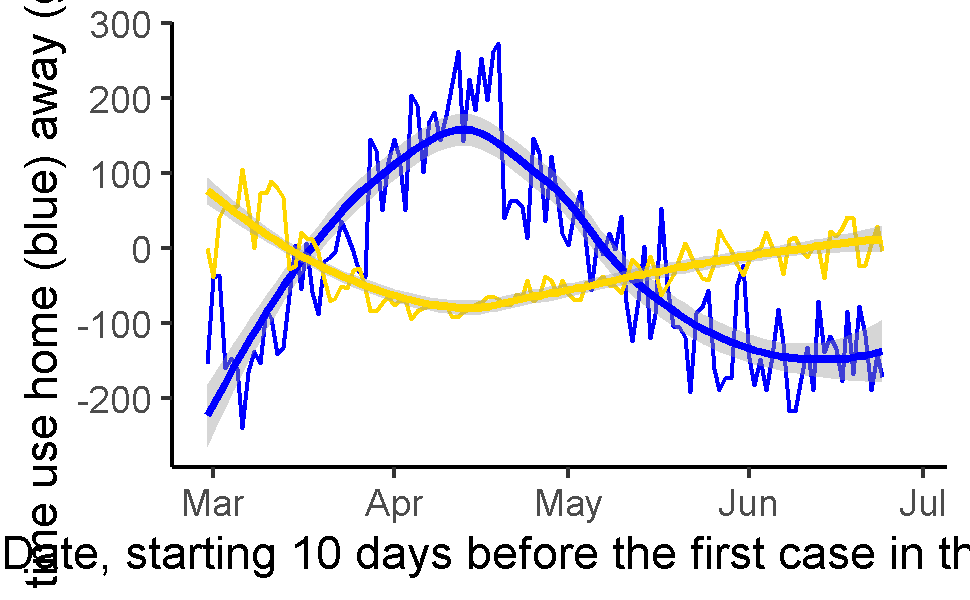 time use home (blue) away (
300
200
100
0
-100
-200
Mar Apr May Jun Jul
Date, starting 10 days before the first case in th